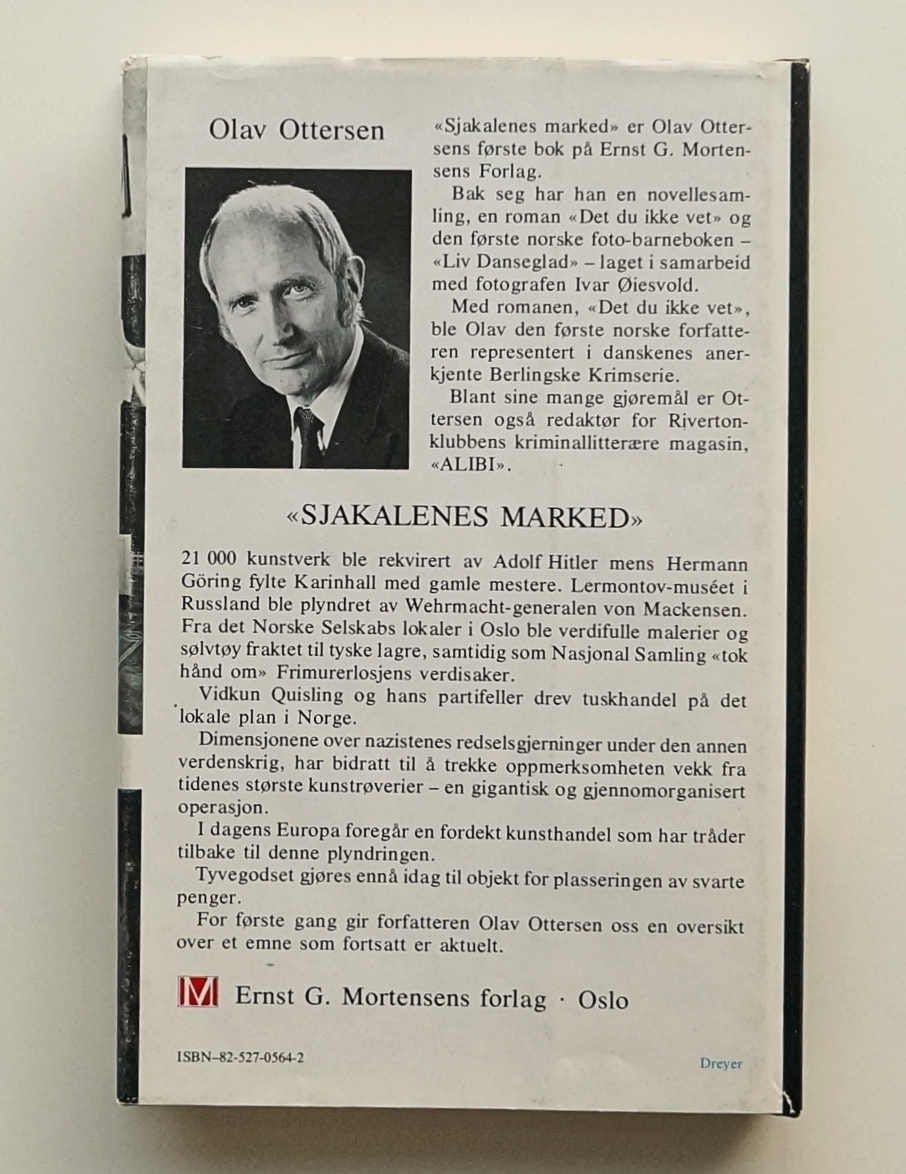 Olav Ottersen
«Sjakalenes marked» er Olav Otter-
sens første bok på Ernst G. Morten-
sens Forlag.
Bak seg har han en novellesam-
ling, en roman «Det du ikke vet» og
den første norske foto-barneboken –
«Liv Danseglad» – laget i samarbeid
med fotografen Ivar Øiesvold.
Med romanen, «Det du ikke vet»,
ble Olav den første norske forfatte-
ren representert i danskenes aner-
kjente Berlingske Krimserie.
Blant sine mange gjøremål er Ot-
tersen også redaktør for Riverton-
klubbens kriminallitterære magasin,
«ALIBI».
«SJAKALENES MARKED»
21 000 kunstverk ble rekvirert av Adolf Hitler mens Hermann
Göring fylte Karinhall med gamle mestere. Lermontov-muséet i
Russland ble plyndret av Wehrmacht-generalen von Mackensen.
Fra det Norske Selskabs lokaler i Oslo ble verdifulle malerier og
sølvtøy fraktet til tyske lagre, samtidig som Nasjonal Samling «tok
hånd om» Frimurerlosjens verdisaker.
Vidkun Quisling og hans partifeller drev tuskhandel på det
lokale plan i Norge.
Dimensjonene over nazistenes redselsgjerninger under den annen
verdenskrig, har bidratt til å trekke oppmerksomheten vekk fra
tidenes største kunstrøverier – en gigantisk og gjennomorganisert
operasjon.
I dagens Europa foregår en fordekt kunsthandel som har tråder
tilbake til denne plyndringen.
Tyvegodset gjøres ennå idag til objekt for plasseringen av svarte
penger.
For første gang gir forfatteren Olav Ottersen oss en oversikt
over et emne som fortsatt er aktuelt.
M Ernst G. Mortensens forlag · Oslo
ISBN–82-527-0564-2
Dreyer